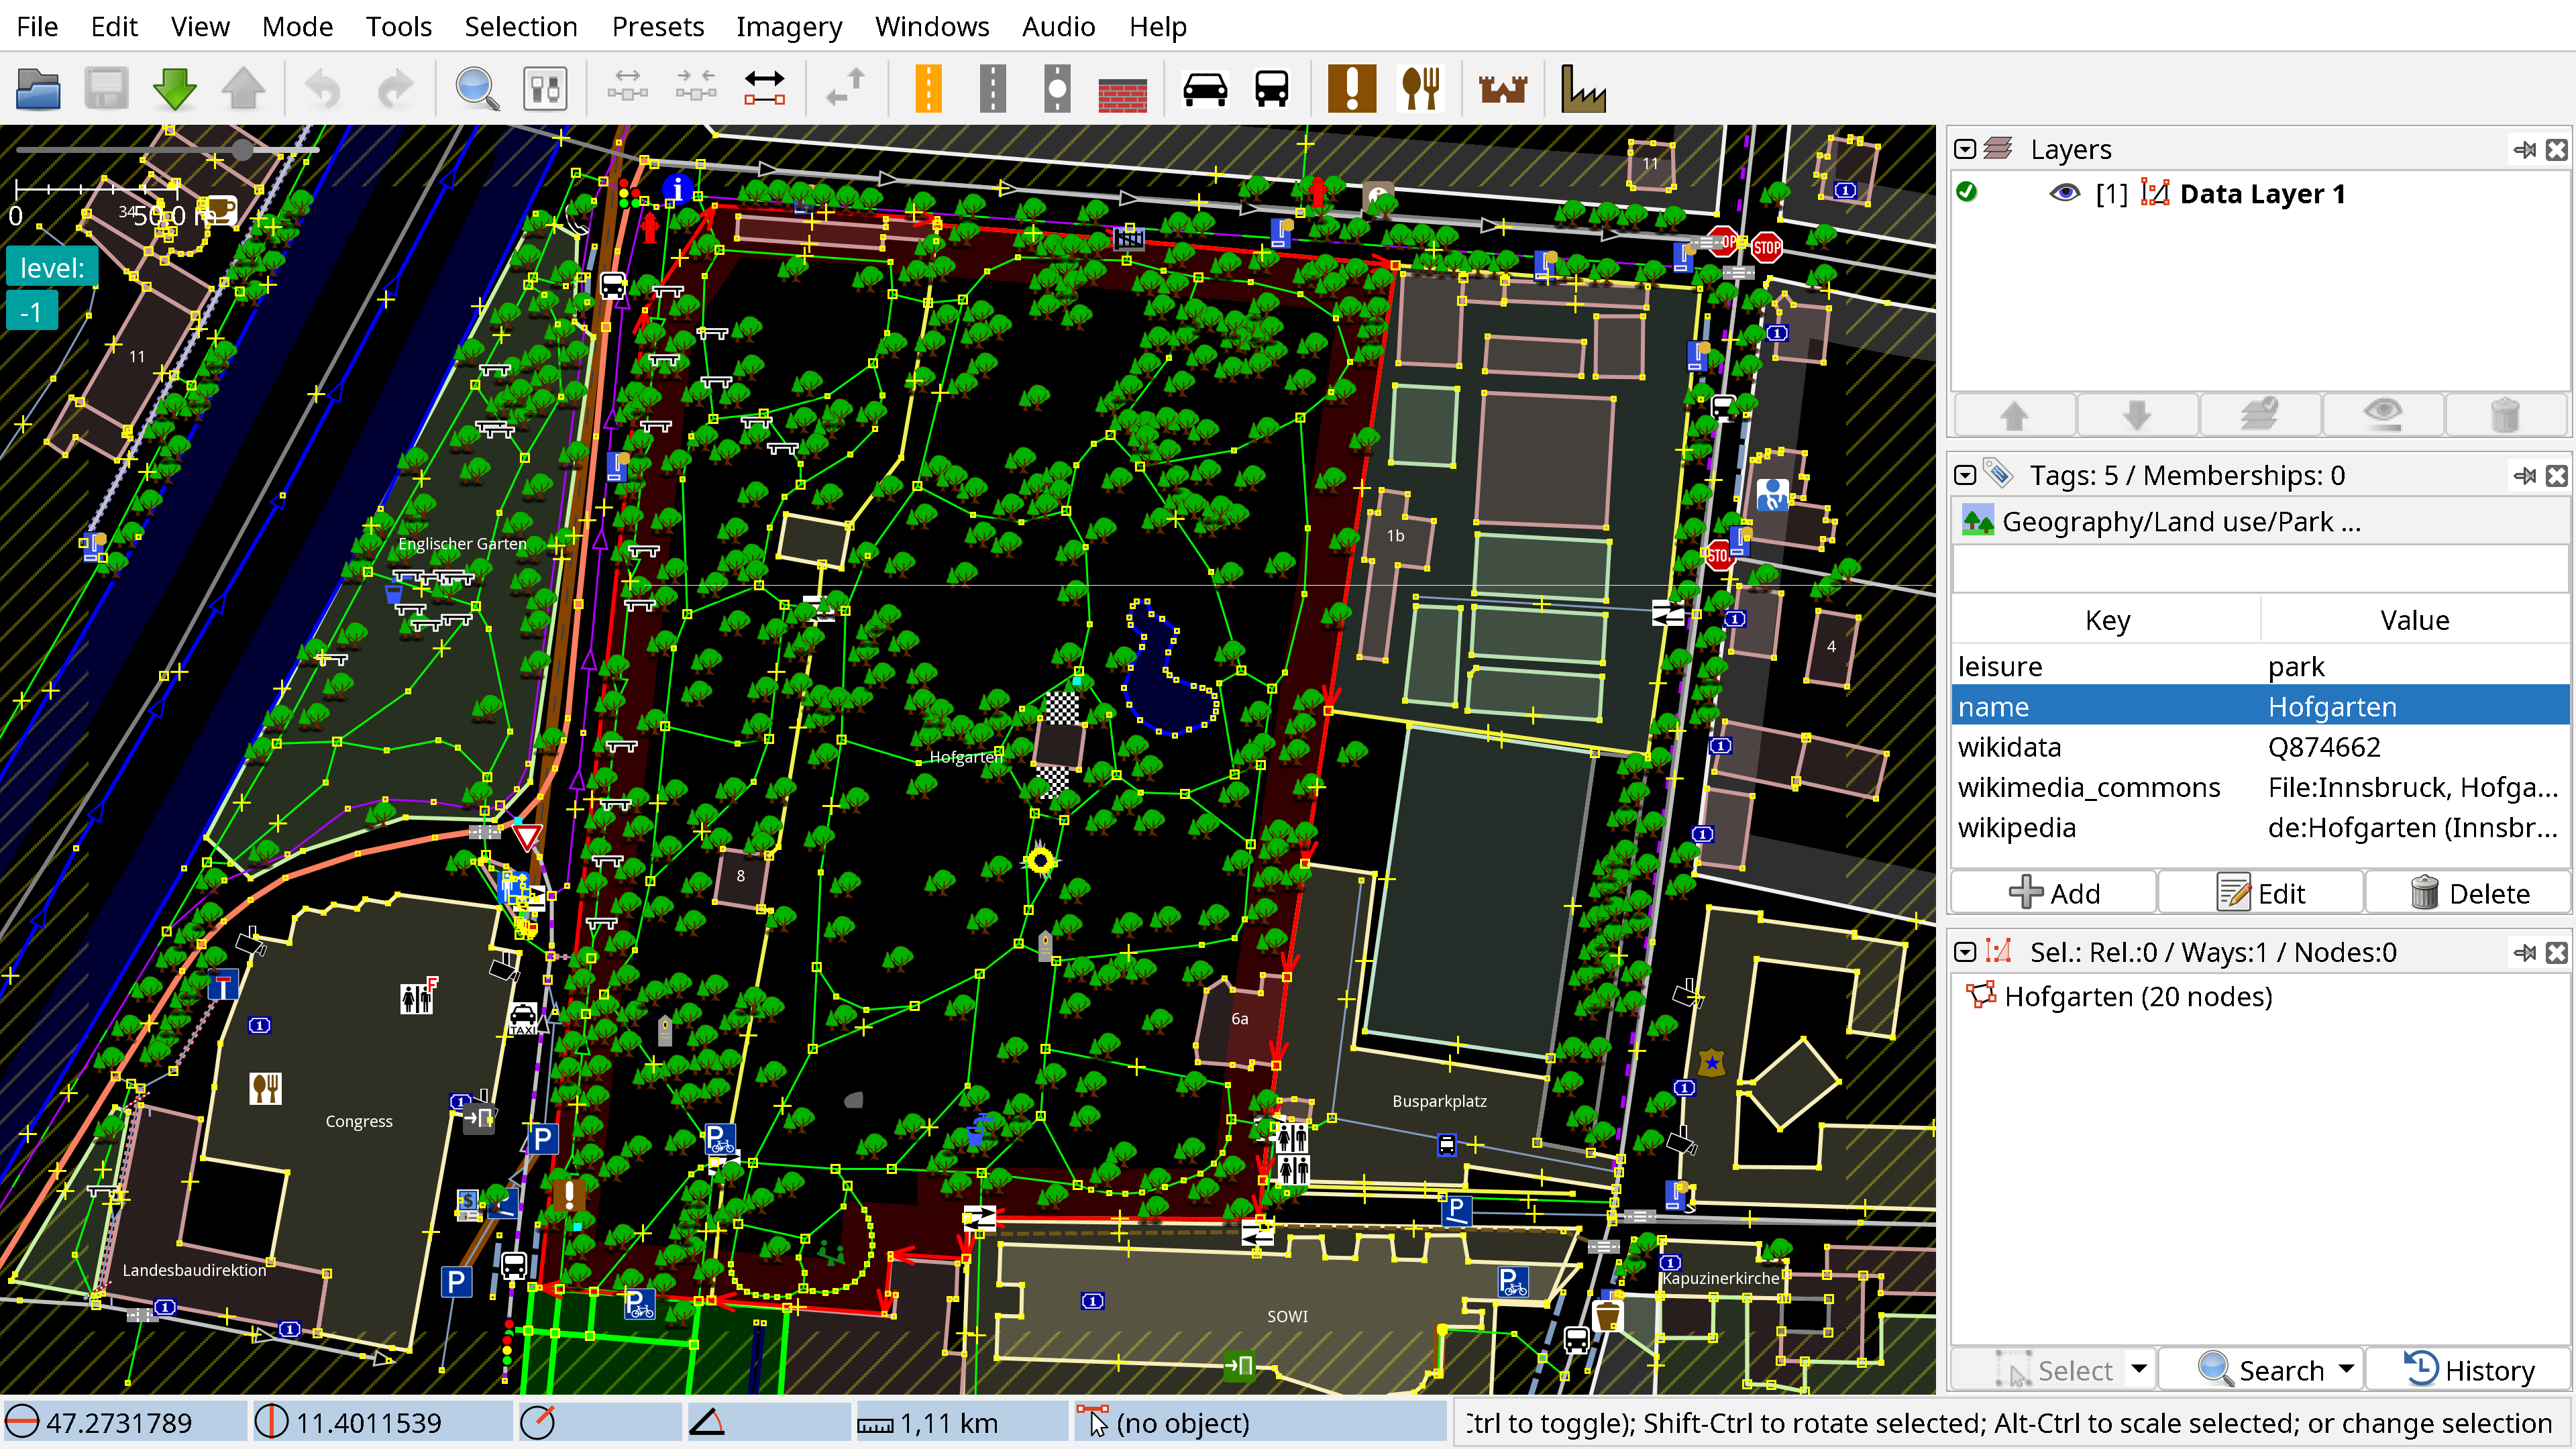 File Edit View Mode Tools Selection Presets Imagery Windows Audio Help
0 50.0 m
level:
-1
34
11
11
Englischer Garten
Hofgarten
1b
4
8
6a
Congress
Landesbaudirektion
Busparkplatz
SOWI
Kapuzinerkirche
TAXI
STOP
STOP
P
P
P
P
P
P
Layers
[1] Data Layer 1
Tags: 5 / Memberships: 0
Geography/Land use/Park ...
Key Value
leisure park
name Hofgarten
wikidata Q874662
wikimedia_commons File:Innsbruck, Hofga...
wikipedia de:Hofgarten (Innsbr...
Add Edit Delete
Sel.: Rel.:0 / Ways:1 / Nodes:0
Hofgarten (20 nodes)
Select Search History
47.2731789 11.4011539 1,11 km (no object) Ctrl to toggle); Shift-Ctrl to rotate selected; Alt-Ctrl to scale selected; or change selection